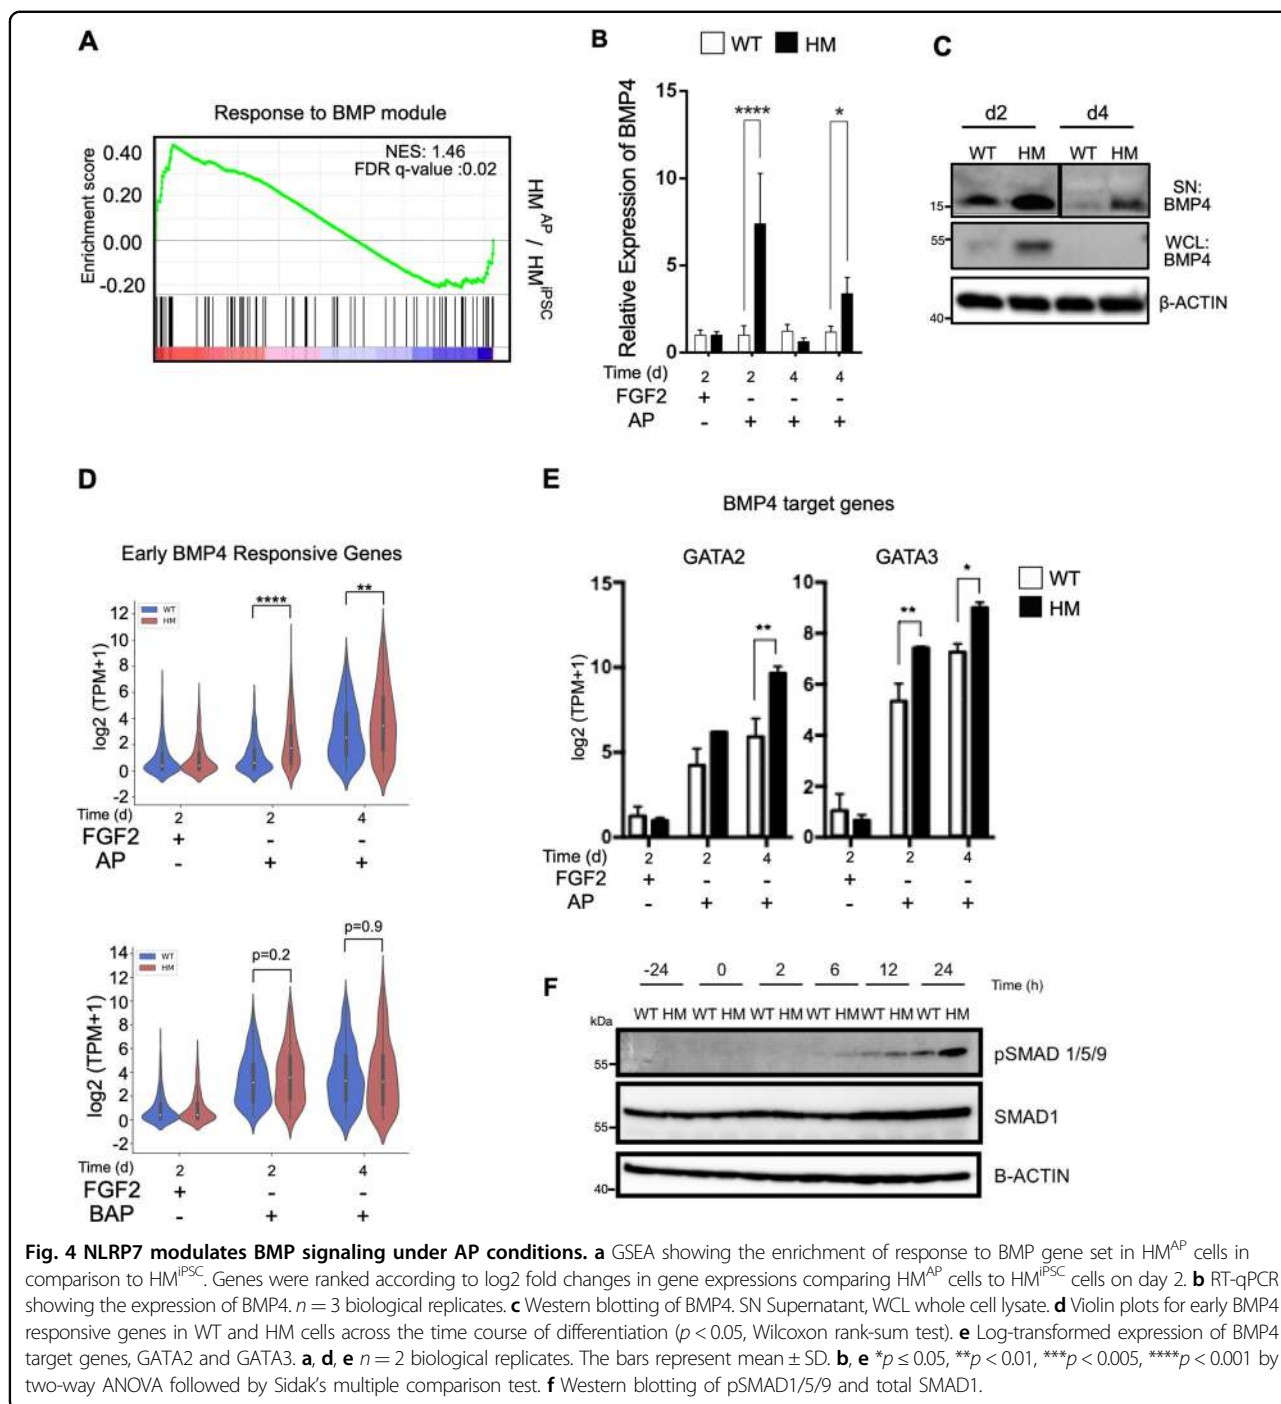 A
Response to BMP module
NES: 1.46
FDR q-value :0.02
Enrichment score
0.40
0.20
0.00
-0.20
HM^AP / HM^iPSC
B
WT HM
Relative Expression of BMP4
15
10
5
0
**** *
Time (d) 2 2 4 4
FGF2 + - - -
AP - + + +
C
d2 d4
WT HM WT HM
15
SN:
BMP4
55
WCL:
BMP4
40
β-ACTIN
D
Early BMP4 Responsive Genes
WT
HM
log2 (TPM+1)
12
10
8
6
4
2
0
-2
**** **
Time (d) 2 2 4
FGF2 + - -
AP - + +
WT
HM
log2 (TPM+1)
14
12
10
8
6
4
2
0
-2
p=0.2 p=0.9
Time (d) 2 2 4
FGF2 + - -
BAP - + +
E
BMP4 target genes
GATA2 GATA3
WT
HM
log2 (TPM+1)
15
10
5
0
**
10
8
6
4
2
0
** *
Time (d) 2 2 4 2 2 4
FGF2 + - - + - -
AP - + + - + +
F
-24 0 2 6 12 24 Time (h)
WT HM WT HM WT HM WT HM WT HM WT HM
kDa
55
pSMAD 1/5/9
55
SMAD1
40
B-ACTIN
Fig. 4 NLRP7 modulates BMP signaling under AP conditions. a GSEA showing the enrichment of response to BMP gene set in HM^AP cells in
comparison to HM^iPSC. Genes were ranked according to log2 fold changes in gene expressions comparing HM^AP cells to HM^iPSC cells on day 2. b RT-qPCR
showing the expression of BMP4. n = 3 biological replicates. c Western blotting of BMP4. SN Supernatant, WCL whole cell lysate. d Violin plots for early BMP4
responsive genes in WT and HM cells across the time course of differentiation (p < 0.05, Wilcoxon rank-sum test). e Log-transformed expression of BMP4
target genes, GATA2 and GATA3. a, d, e n = 2 biological replicates. The bars represent mean ± SD. b, e *p ≤ 0.05, **p < 0.01, ***p < 0.005, ****p < 0.001 by
two-way ANOVA followed by Sidak's multiple comparison test. f Western blotting of pSMAD1/5/9 and total SMAD1.